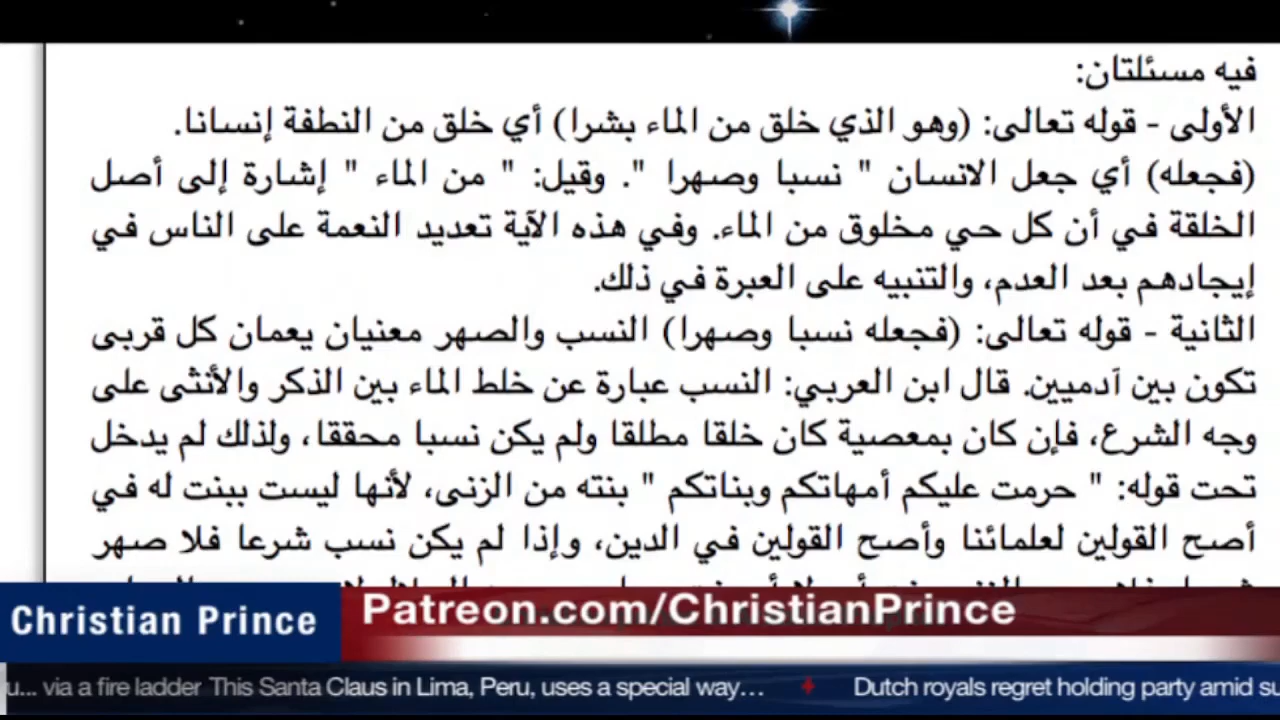 فيه مسئلتان:
الأولى - قوله تعالى: (وهو الذي خلق من الماء بشرا) أي خلق من النطفة إنسانا.
(فجعله) أي جعل الانسان " نسبا وصهرا ". وقيل: " من الماء " إشارة إلى أصل
الخلقة في أن كل حي مخلوق من الماء. وفي هذه الآية تعديد النعمة على الناس في
إيجادهم بعد العدم، والتنبيه على العبرة في ذلك.
الثانية - قوله تعالى: (فجعله نسبا وصهرا) النسب والصهر معنيان يعمان كل قربى
تكون بين آدميين. قال ابن العربي: النسب عبارة عن خلط الماء بين الذكر والأنثى على
وجه الشرع، فإن كان بمعصية كان خلقا مطلقا ولم يكن نسبا محققا، ولذلك لم يدخل
تحت قوله: " حرمت عليكم أمهاتكم وبناتكم " بنته من الزنى، لأنها ليست ببنت له في
أصح القولين لعلمائنا وأصح القولين في الدين، وإذا لم يكن نسب شرعا فلا صهر
Christian Prince
Patreon.com/ChristianPrince
u... via a fire ladder This Santa Claus in Lima, Peru, uses a special way... Dutch royals regret holding party amid su